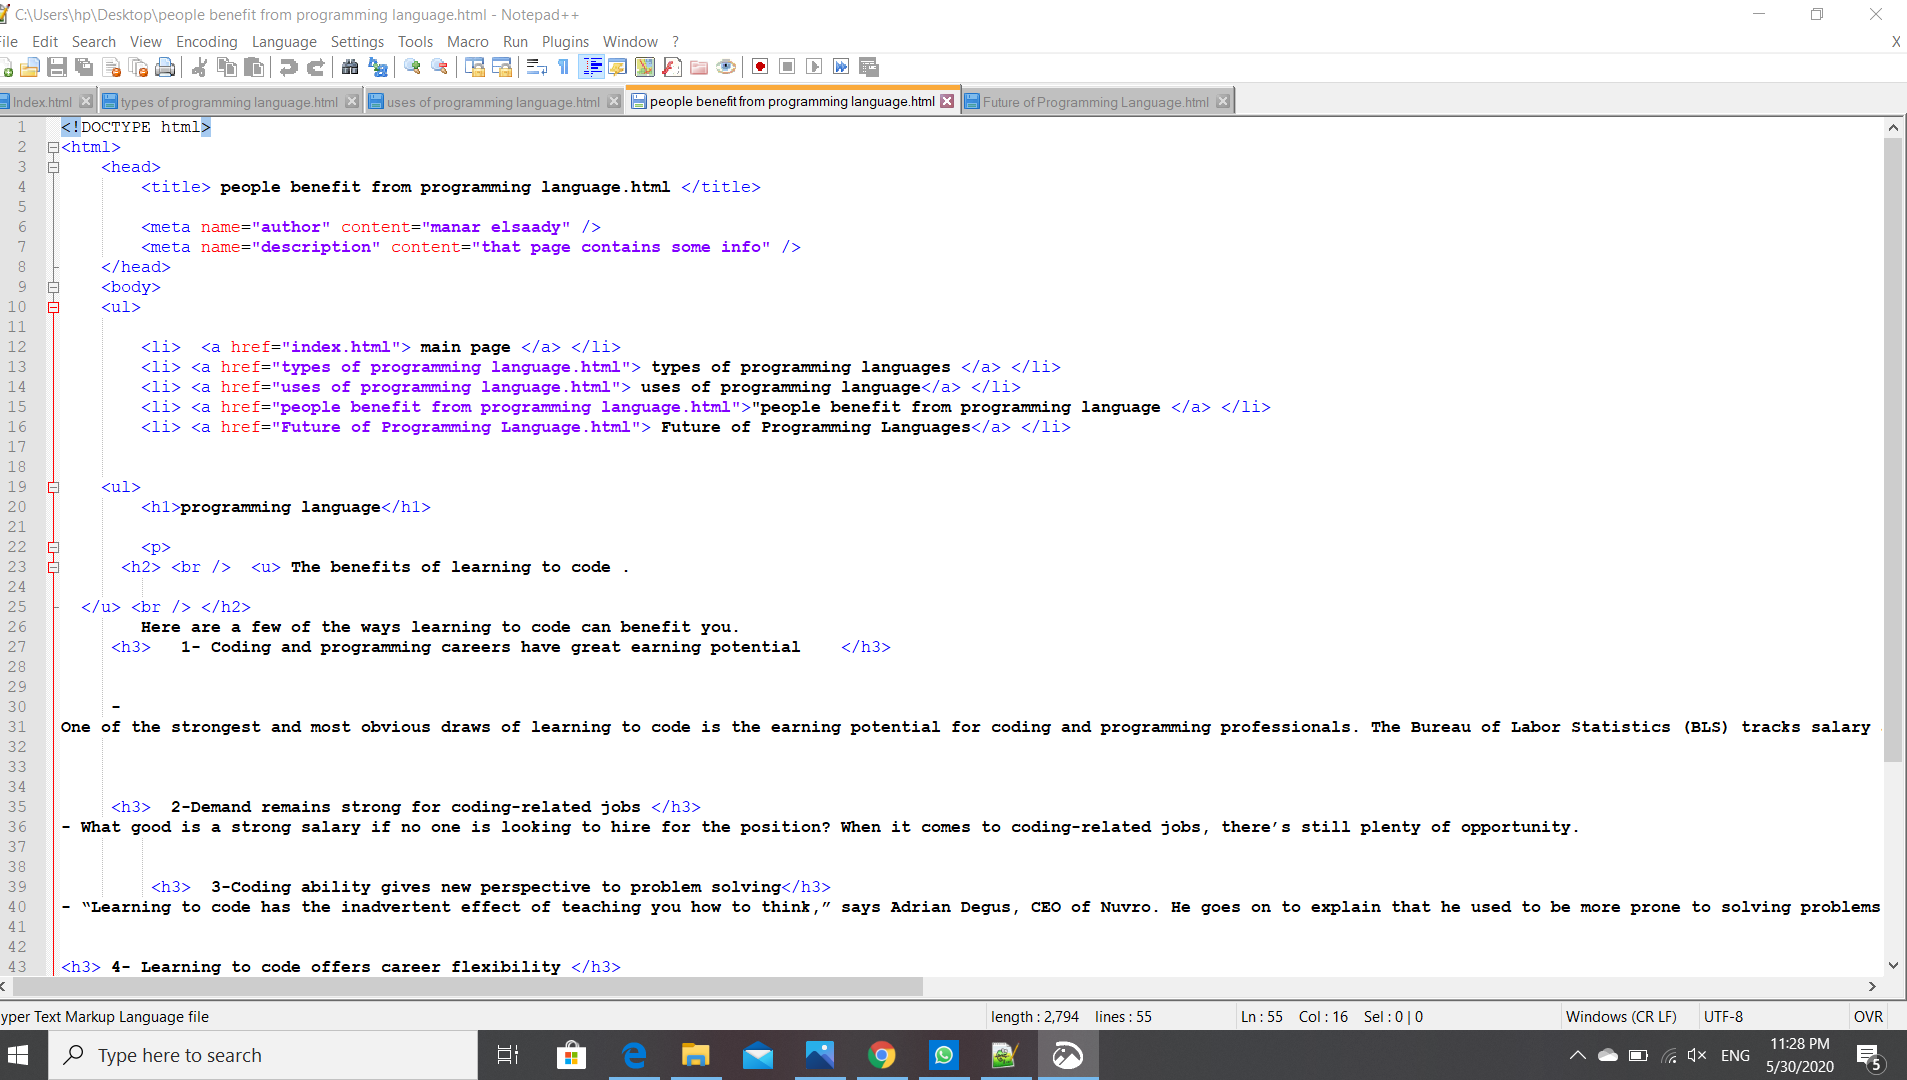 C:\Users\hp\Desktop\people benefit from programming language.html - Notepad++
ile Edit Search View Encoding Language Settings Tools Macro Run Plugins Window ? X
Index.html types of programming language.html uses of programming language.html people benefit from programming language.html Future of Programming Language.html
1 <!DOCTYPE html>
2 <html>
3 <head>
4 <title> people benefit from programming language.html </title>
5
6 <meta name="author" content="manar elsaady" />
7 <meta name="description" content="that page contains some info" />
8 </head>
9 <body>
10 <ul>
11
12 <li>  <a href="index.html"> main page </a> </li>
13 <li> <a href="types of programming language.html"> types of programming languages </a> </li>
14 <li> <a href="uses of programming language.html"> uses of programming language</a> </li>
15 <li> <a href="people benefit from programming language.html">"people benefit from programming language </a> </li>
16 <li> <a href="Future of Programming Language.html"> Future of Programming Languages</a> </li>
17
18
19 <ul>
20 <h1>programming language</h1>
21
22 <p>
23 <h2> <br />  <u> The benefits of learning to code .
24
25 </u> <br /> </h2>
26 Here are a few of the ways learning to code can benefit you.
27 <h3>   1- Coding and programming careers have great earning potential    </h3>
28
29
30 -
31 One of the strongest and most obvious draws of learning to code is the earning potential for coding and programming professionals. The Bureau of Labor Statistics (BLS) tracks salary
32
33
34
35 <h3>  2-Demand remains strong for coding-related jobs </h3>
36 - What good is a strong salary if no one is looking to hire for the position? When it comes to coding-related jobs, there’s still plenty of opportunity.
37
38
39 <h3>  3-Coding ability gives new perspective to problem solving</h3>
40 - “Learning to code has the inadvertent effect of teaching you how to think,” says Adrian Degus, CEO of Nuvro. He goes on to explain that he used to be more prone to solving problems
41
42
43 <h3> 4- Learning to code offers career flexibility </h3>
yper Text Markup Language file length : 2,794 lines : 55 Ln : 55 Col : 16 Sel : 0 | 0 Windows (CR LF) UTF-8 OVR
Type here to search ENG 11:28 PM
5/30/2020 5